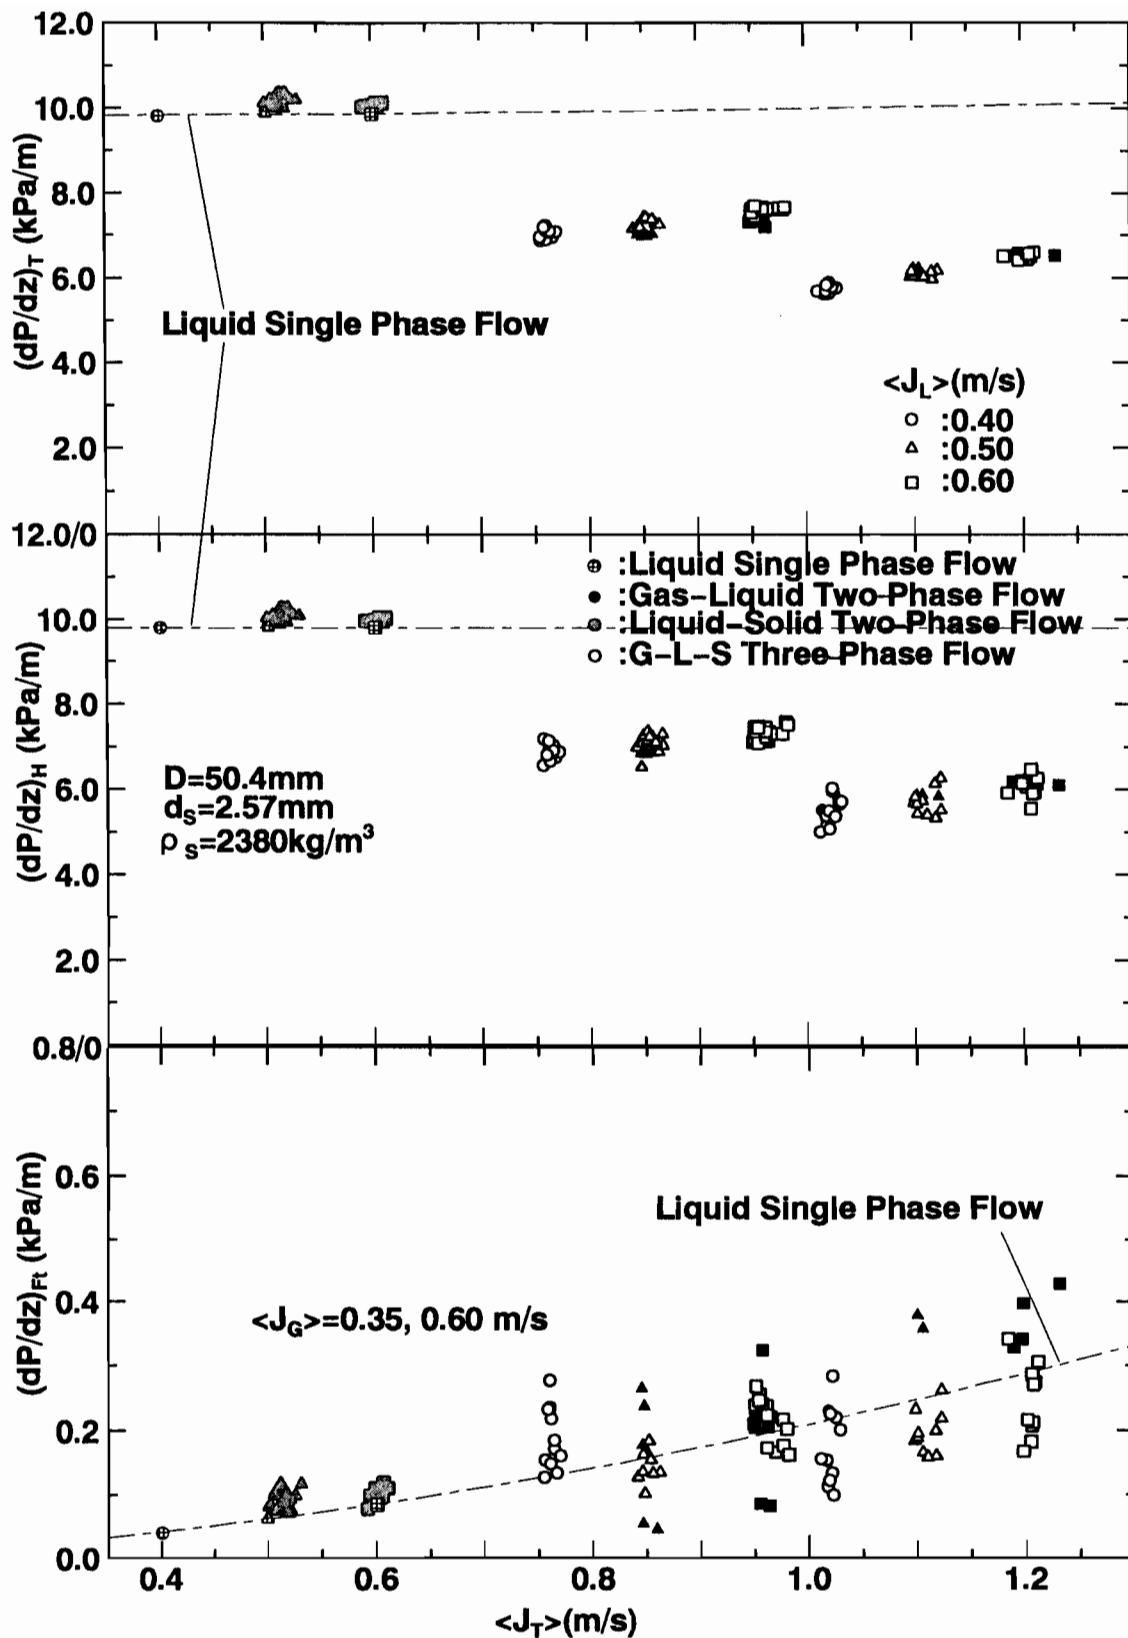 12.0
10.0
8.0
6.0
4.0
2.0
(dP/dz)T (kPa/m)
Liquid Single Phase Flow
<JL>(m/s)
:0.40
:0.50
:0.60
12.0/0
10.0
8.0
6.0
4.0
2.0
(dP/dz)H (kPa/m)
:Liquid Single Phase Flow
:Gas-Liquid Two-Phase Flow
:Liquid-Solid Two-Phase Flow
:G-L-S Three-Phase Flow
D=50.4mm
dS=2.57mm
ρS=2380kg/m³
0.8/0
0.6
0.4
0.2
0.0
(dP/dz)Ft (kPa/m)
Liquid Single Phase Flow
<JG>=0.35, 0.60 m/s
0.4 0.6 0.8 1.0 1.2
<JT>(m/s)